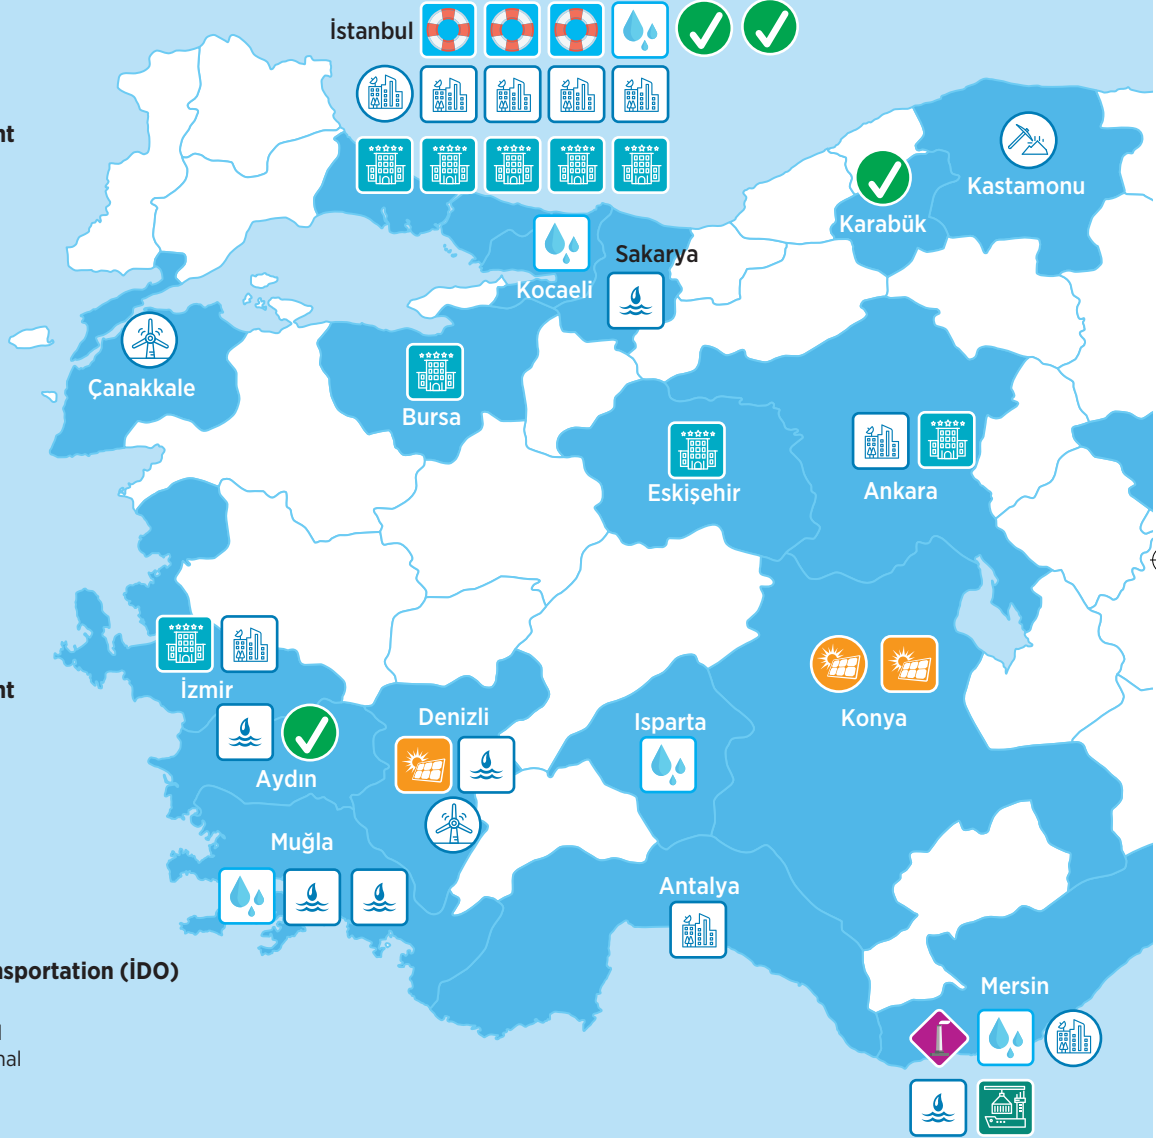 İstanbul
nt
Kastamonu
Karabük
Sakarya
Kocaeli
Çanakkale
Bursa
Eskişehir
Ankara
nt
İzmir
Denizli
Isparta
Konya
Aydın
Muğla
Antalya
nsportation (İDO)
Mersin
nal